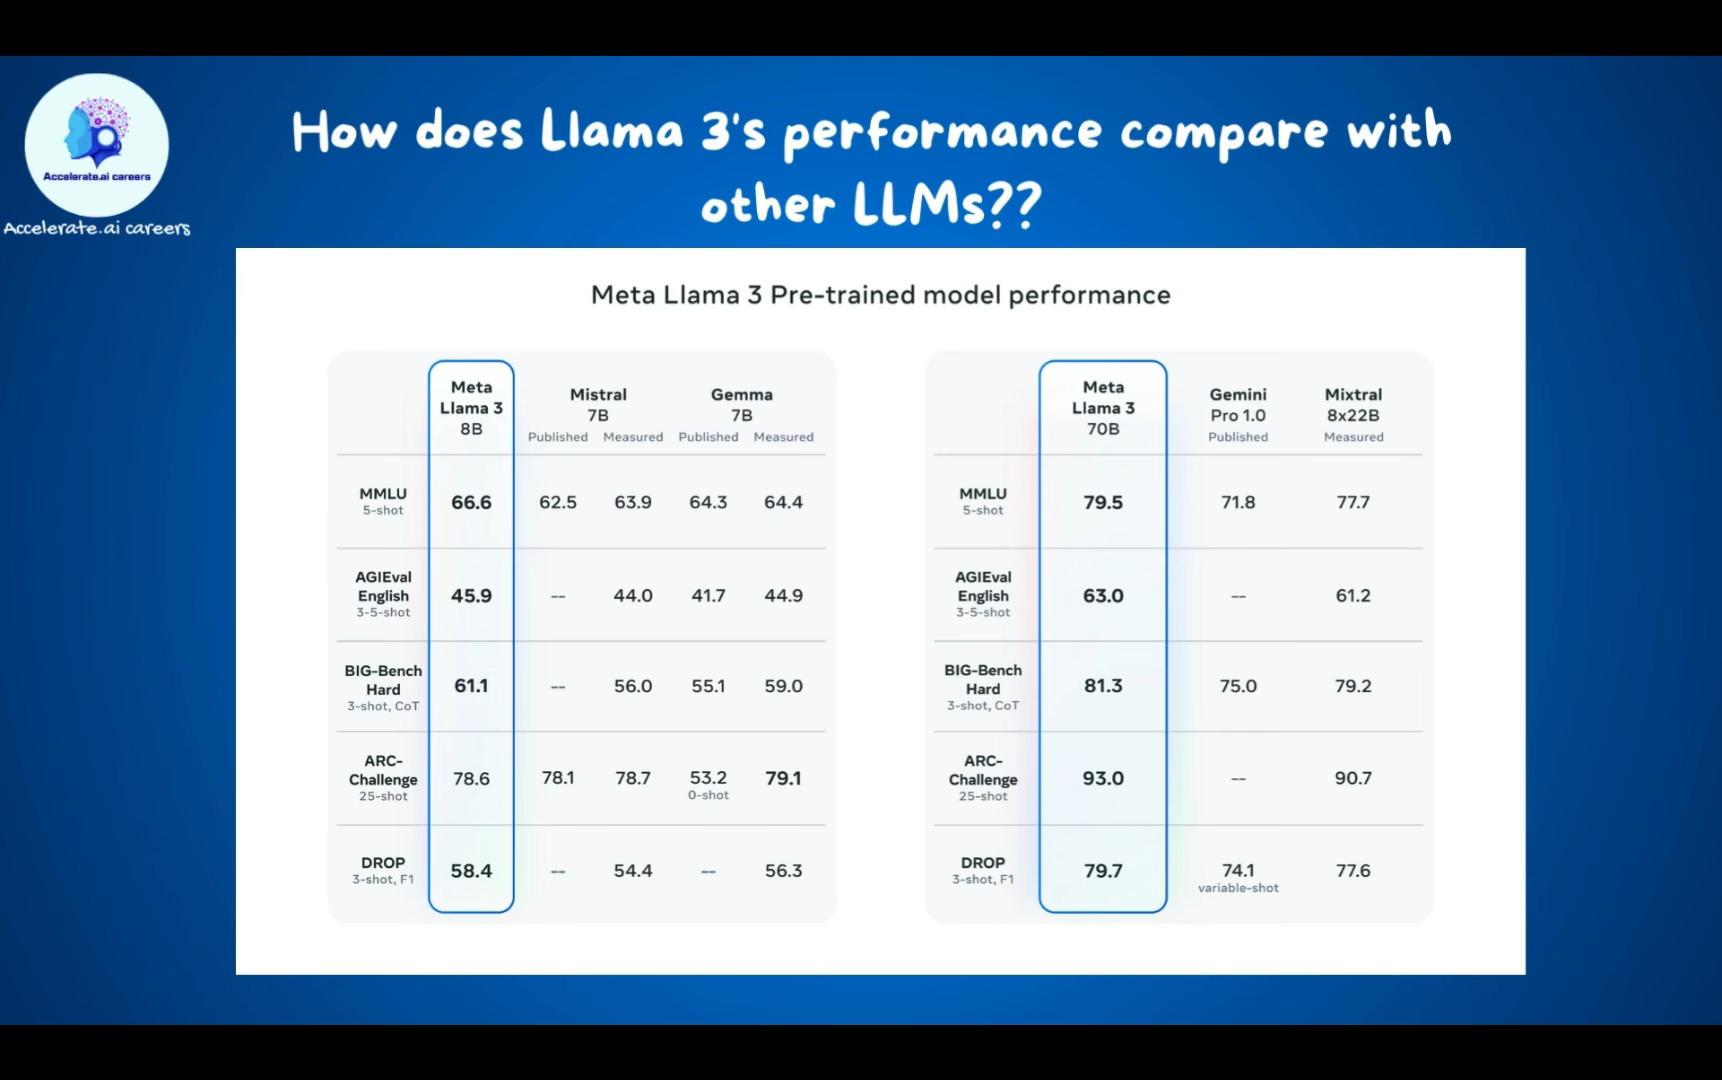 Accelerate.ai careers
Accelerate.ai careers
How does Llama 3's performance compare with
other LLMs??
Meta Llama 3 Pre-trained model performance
Meta
Llama 3
8B
Mistral
7B
Gemma
7B
Published Measured Published Measured
MMLU
5-shot
66.6 62.5 63.9 64.3 64.4
AGIEval
English
3-5-shot
45.9 -- 44.0 41.7 44.9
BIG-Bench
Hard
3-shot, CoT
61.1 -- 56.0 55.1 59.0
ARC-
Challenge
25-shot
78.6 78.1 78.7 53.2 79.1
0-shot
DROP
3-shot, F1
58.4 -- 54.4 -- 56.3
Meta
Llama 3
70B
Gemini
Pro 1.0
Published
Mixtral
8x22B
Measured
MMLU
5-shot
79.5 71.8 77.7
AGIEval
English
3-5-shot
63.0 -- 61.2
BIG-Bench
Hard
3-shot, CoT
81.3 75.0 79.2
ARC-
Challenge
25-shot
93.0 -- 90.7
DROP
3-shot, F1
79.7 74.1 77.6
variable-shot